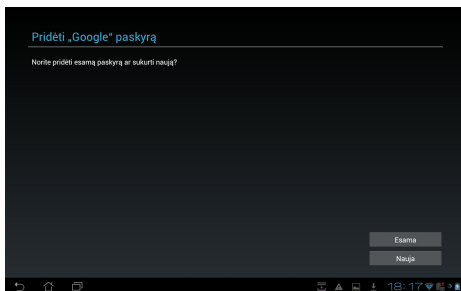 Pridėti „Google“ paskyrą
Norite pridėti esamą paskyrą ar sukurti naują?
Esama
Nauja
18:17